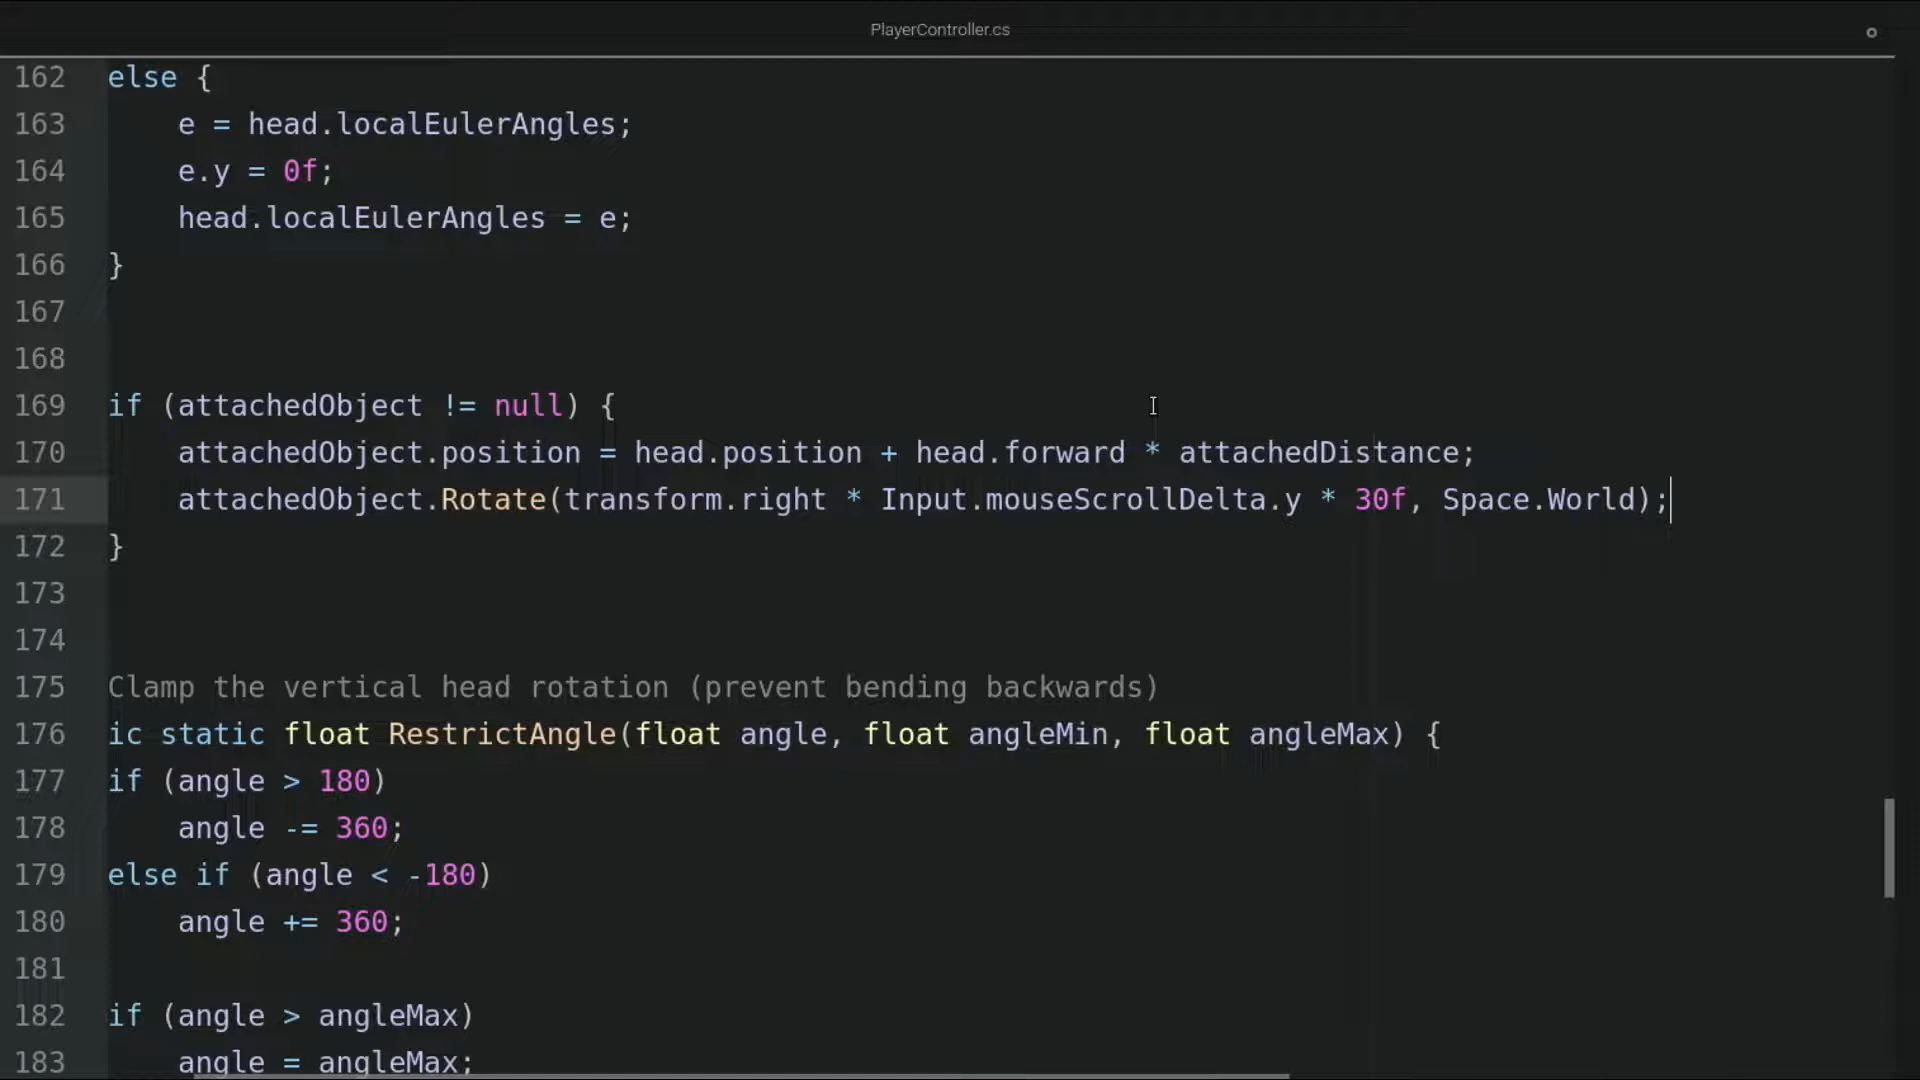 PlayerController.cs
162 else {
163     e = head.localEulerAngles;
164     e.y = 0f;
165     head.localEulerAngles = e;
166 }
167
168
169 if (attachedObject != null) {
170     attachedObject.position = head.position + head.forward * attachedDistance;
171     attachedObject.Rotate(transform.right * Input.mouseScrollDelta.y * 30f, Space.World);
172 }
173
174
175 Clamp the vertical head rotation (prevent bending backwards)
176 ic static float RestrictAngle(float angle, float angleMin, float angleMax) {
177 if (angle > 180)
178     angle -= 360;
179 else if (angle < -180)
180     angle += 360;
181
182 if (angle > angleMax)
183     angle = angleMax;